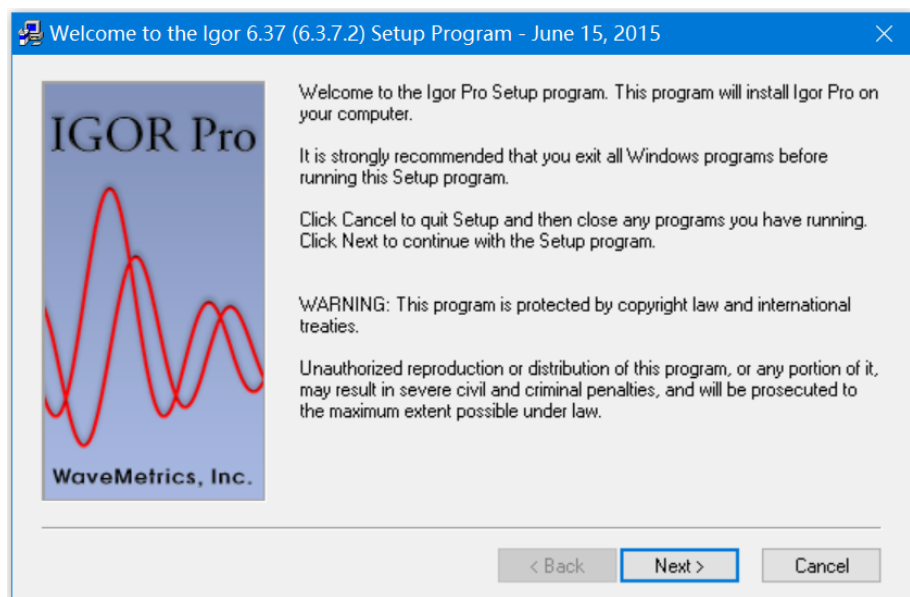 Welcome to the Igor 6.37 (6.3.7.2) Setup Program - June 15, 2015
IGOR Pro
WaveMetrics, Inc.
Welcome to the Igor Pro Setup program. This program will install Igor Pro on
your computer.
It is strongly recommended that you exit all Windows programs before
running this Setup program.
Click Cancel to quit Setup and then close any programs you have running.
Click Next to continue with the Setup program.
WARNING: This program is protected by copyright law and international
treaties.
Unauthorized reproduction or distribution of this program, or any portion of it,
may result in severe civil and criminal penalties, and will be prosecuted to
the maximum extent possible under law.
< Back
Next >
Cancel